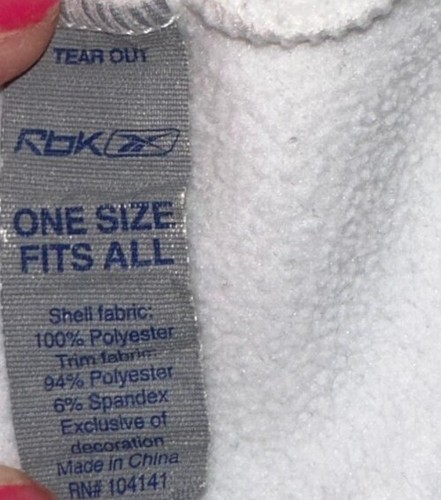 TEAR OUT
Rbk
ONE SIZE
FITS ALL
Shell fabric:
100% Polyester
Trim fabric:
94% Polyester
6% Spandex
Exclusive of
decoration
Made in China
RN# 104141